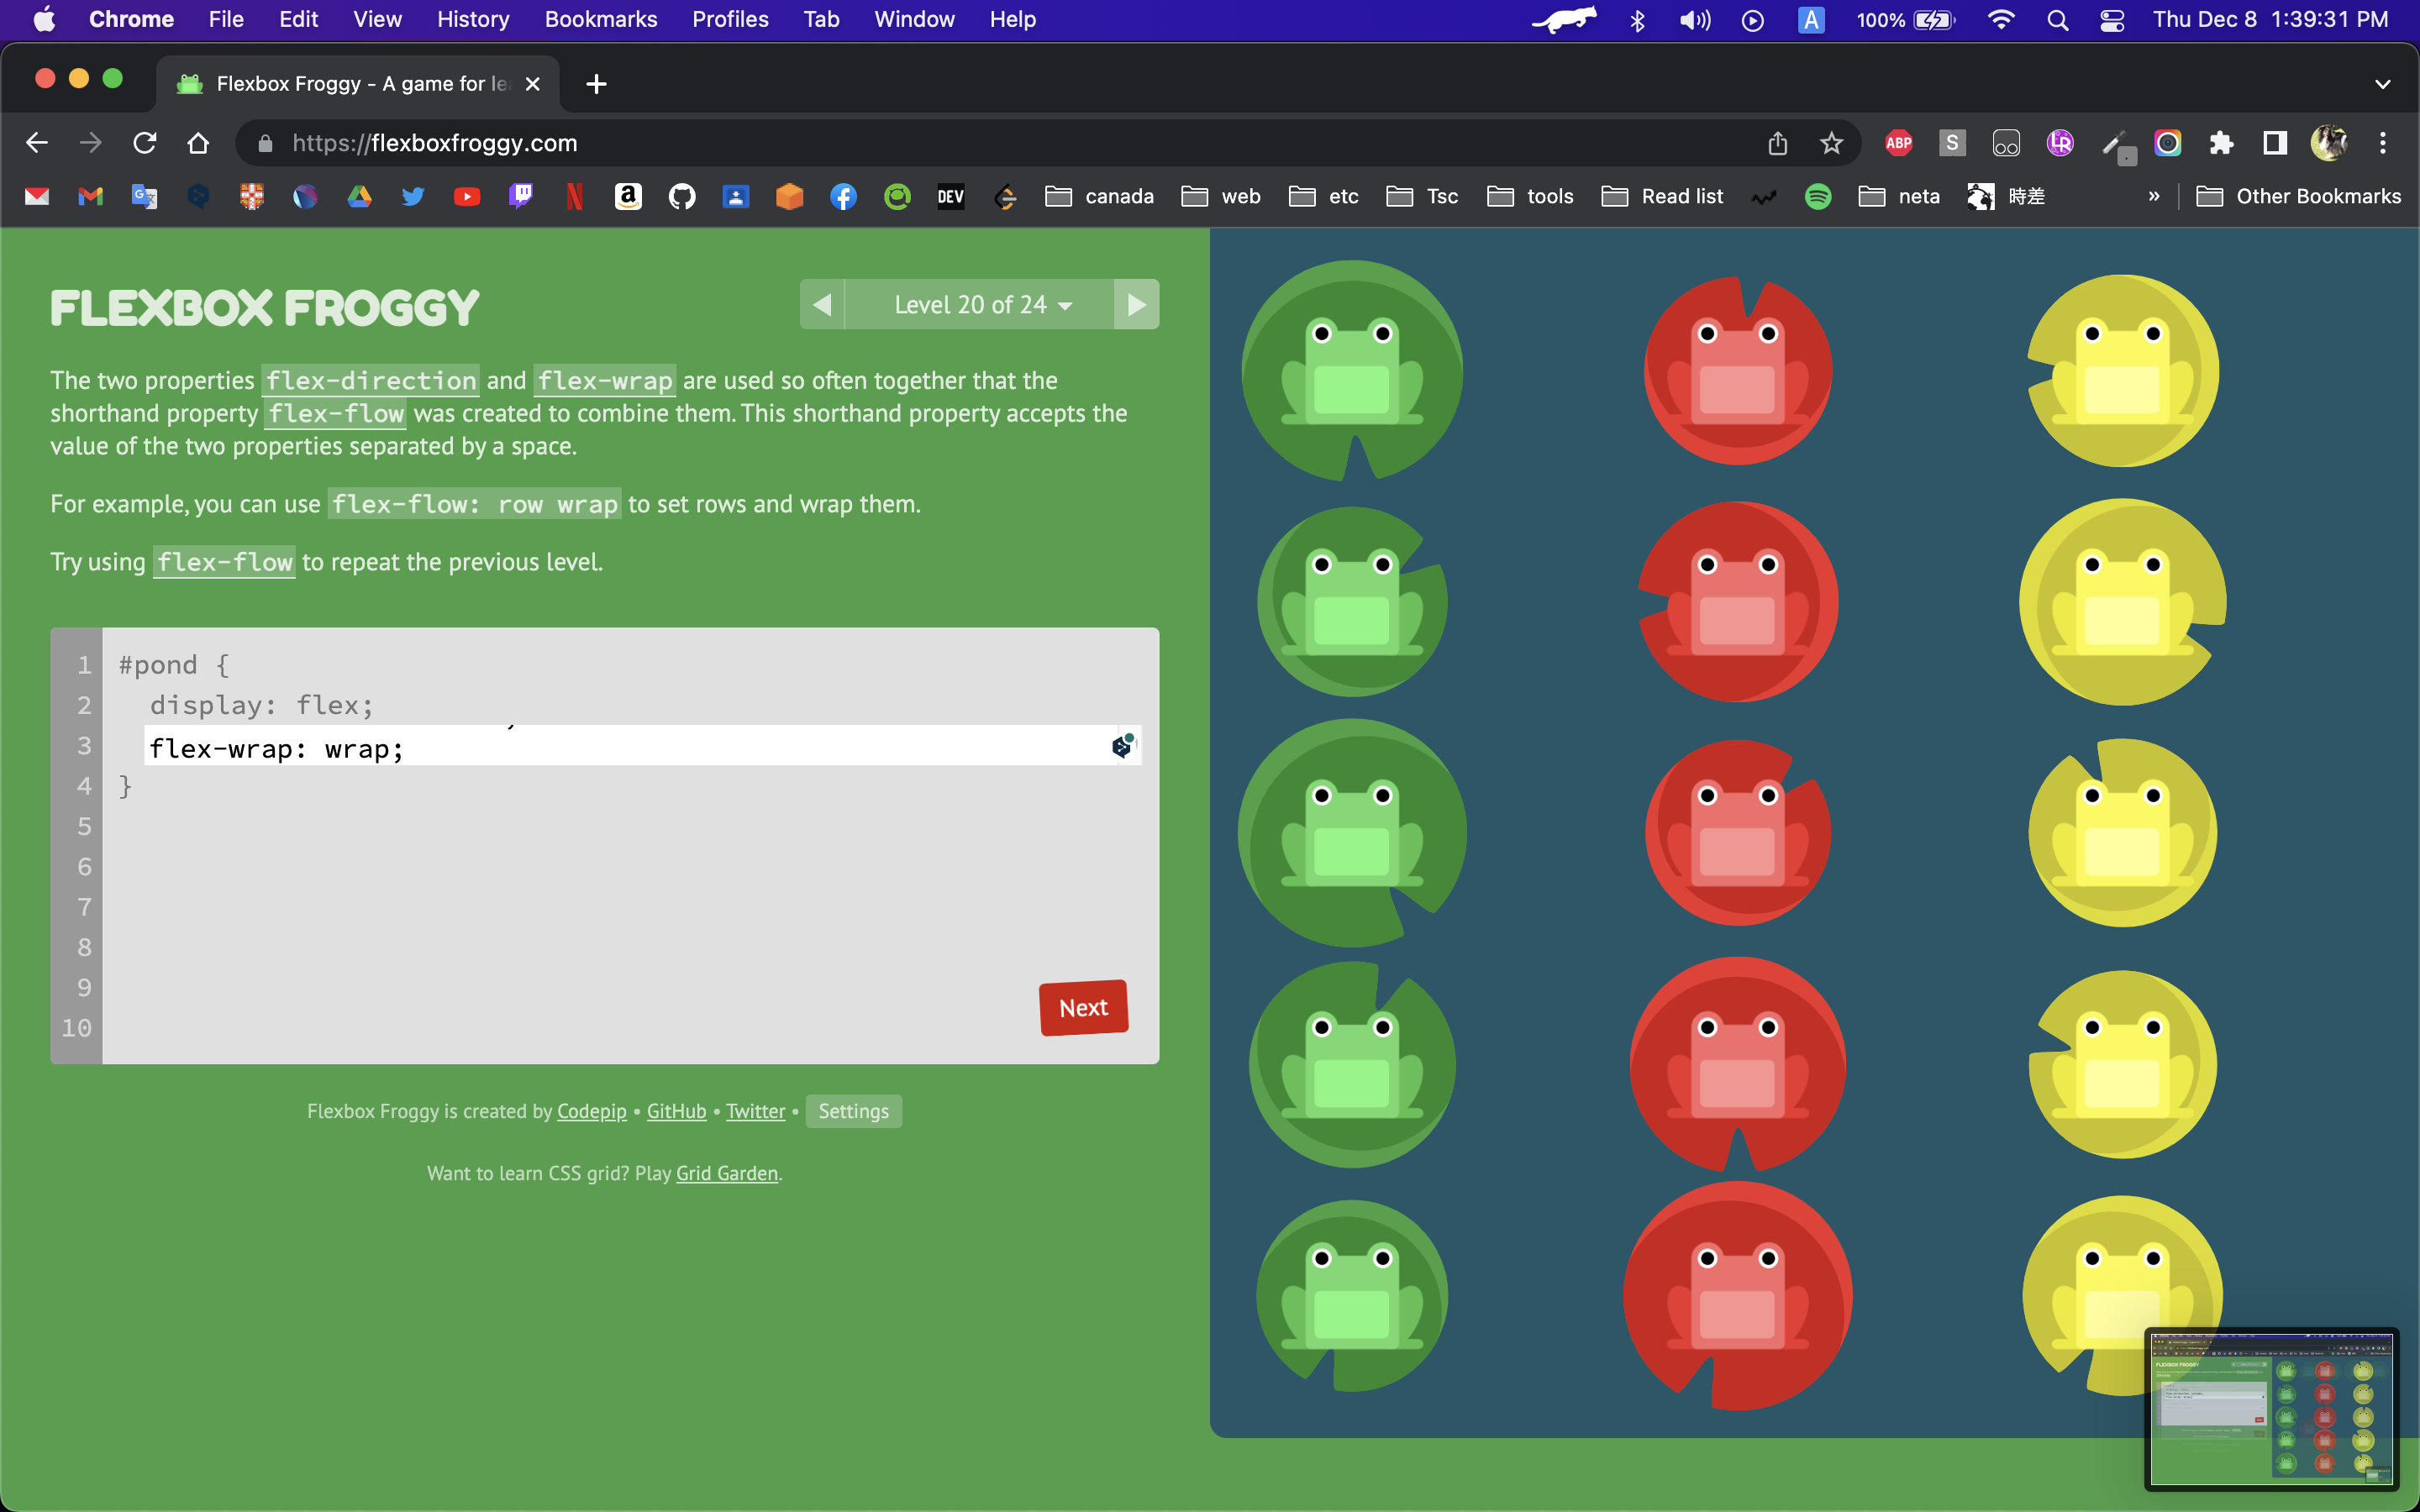 Chrome File Edit View History Bookmarks Profiles Tab Window Help A 100% Thu Dec 8 1:39:31 PM
Flexbox Froggy - A game for le
https://flexboxfroggy.com ABP S LR
G DEV canada web etc Tsc tools Read list neta 時差 » Other Bookmarks
FLEXBOX FROGGY
Level 20 of 24
The two properties flex-direction and flex-wrap are used so often together that the
shorthand property flex-flow was created to combine them. This shorthand property accepts the
value of the two properties separated by a space.
For example, you can use flex-flow: row wrap to set rows and wrap them.
Try using flex-flow to repeat the previous level.
1 #pond {
2 display: flex;
3 flex-wrap: wrap;
4 }
5
6
7
8
9
10
Next
Flexbox Froggy is created by Codepip • GitHub • Twitter • Settings
Want to learn CSS grid? Play Grid Garden.